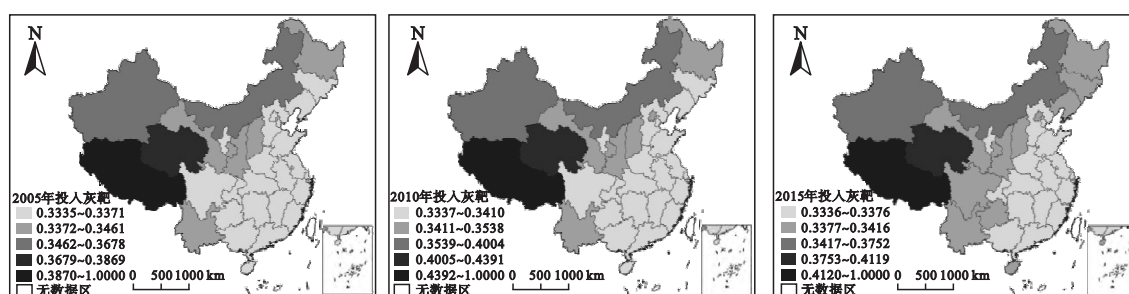 N
2005年投入灰靶
0.3335~0.3371
0.3372~0.3461
0.3462~0.3678
0.3679~0.3869
0.3870~1.0000
无数据区
0 500 1000 km
N
2010年投入灰靶
0.3337~0.3410
0.3411~0.3538
0.3539~0.4004
0.4005~0.4391
0.4392~1.0000
无数据区
0 500 1000 km
N
2015年投入灰靶
0.3336~0.3376
0.3377~0.3416
0.3417~0.3752
0.3753~0.4119
0.4120~1.0000
无数据区
0 500 1000 km